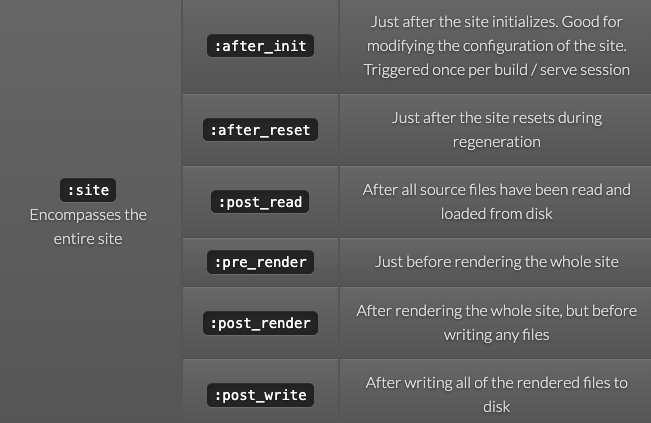 :site
Encompasses the
entire site
:after_init
Just after the site initializes. Good for
modifying the configuration of the site.
Triggered once per build / serve session
:after_reset
Just after the site resets during
regeneration
:post_read
After all source files have been read and
loaded from disk
:pre_render
Just before rendering the whole site
:post_render
After rendering the whole site, but before
writing any files
:post_write
After writing all of the rendered files to
disk